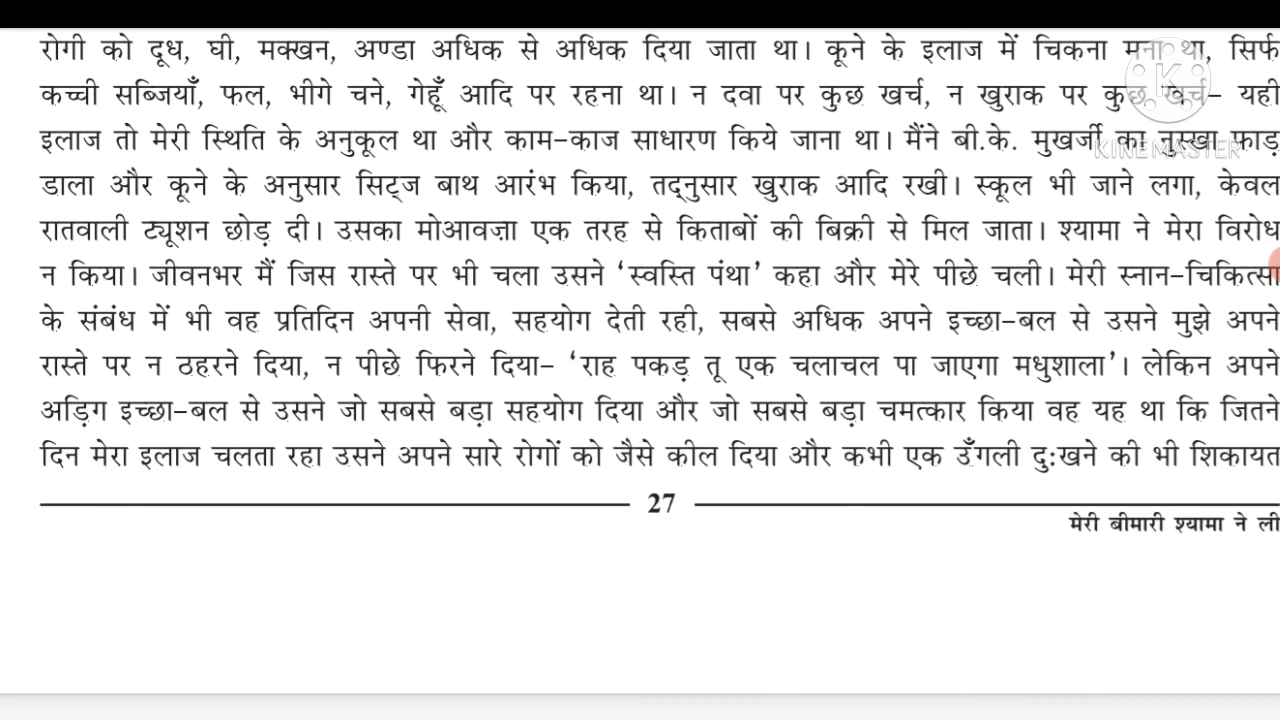 रोगी को दूध, घी, मक्खन, अण्डा अधिक से अधिक दिया जाता था। कूने के इलाज में चिकना मना था, सिर्फ
कच्ची सब्जियाँ, फल, भीगे चने, गेहूँ आदि पर रहना था। न दवा पर कुछ खर्च, न खुराक पर कुछ खर्च– यही
इलाज तो मेरी स्थिति के अनुकूल था और काम-काज साधारण किये जाना था। मैंने बी.के. मुखर्जी का नुस्खा फाड़
KINEMASTER
डाला और कूने के अनुसार सिट्ज बाथ आरंभ किया, तद्नुसार खुराक आदि रखी। स्कूल भी जाने लगा, केवल
रातवाली ट्यूशन छोड़ दी। उसका मोआवज़ा एक तरह से किताबों की बिक्री से मिल जाता। श्यामा ने मेरा विरोध
न किया। जीवनभर मैं जिस रास्ते पर भी चला उसने ‘स्वस्ति पंथा’ कहा और मेरे पीछे चली। मेरी स्नान-चिकित्सा
के संबंध में भी वह प्रतिदिन अपनी सेवा, सहयोग देती रही, सबसे अधिक अपने इच्छा-बल से उसने मुझे अपने
रास्ते पर न ठहरने दिया, न पीछे फिरने दिया– ‘राह पकड़ तू एक चलाचल पा जाएगा मधुशाला’। लेकिन अपने
अड़िग इच्छा-बल से उसने जो सबसे बड़ा सहयोग दिया और जो सबसे बड़ा चमत्कार किया वह यह था कि जितने
दिन मेरा इलाज चलता रहा उसने अपने सारे रोगों को जैसे कील दिया और कभी एक उँगली दुःखने की भी शिकायत
27
मेरी बीमारी श्यामा ने ली